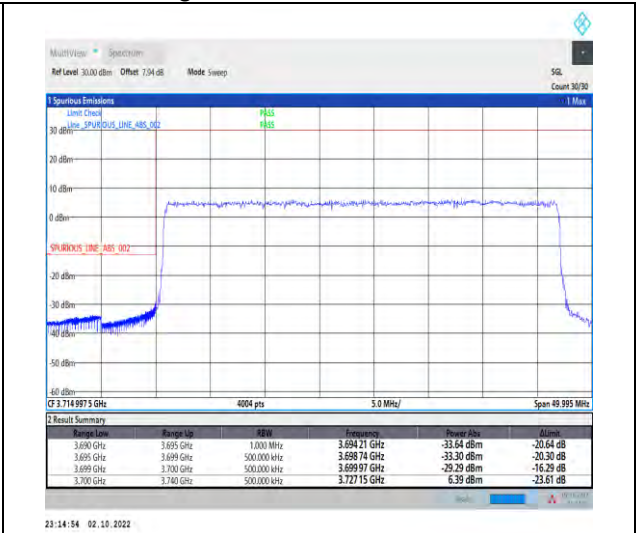 MultiView Spectrum
Ref Level 30.00 dBm Offset 7.94 dB Mode Sweep SGL
Count 30/30
1 Spurious Emissions 1 Max
Limit Check PASS
Line _SPURIOUS_LINE_ABS_002 PASS
30 dBm
20 dBm
10 dBm
0 dBm
SPURIOUS_LINE_ABS_002
-20 dBm
-30 dBm
-40 dBm
-50 dBm
-60 dBm
CF 3.714 997 5 GHz 4004 pts 5.0 MHz/ Span 49.995 MHz
2 Result Summary
Range Low Range Up RBW Frequency Power Abs ΔLimit
3.690 GHz 3.695 GHz 1.000 MHz 3.694 21 GHz -33.64 dBm -20.64 dB
3.695 GHz 3.699 GHz 500.000 kHz 3.698 74 GHz -33.30 dBm -20.30 dB
3.699 GHz 3.700 GHz 500.000 kHz 3.699 97 GHz -29.29 dBm -16.29 dB
3.700 GHz 3.740 GHz 500.000 kHz 3.727 15 GHz 6.39 dBm -23.61 dB
23:14:54 02.10.2022